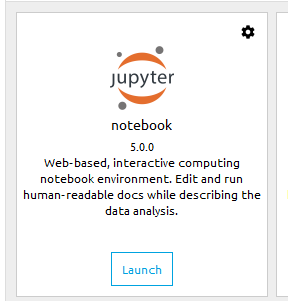 jupyter
notebook
5.0.0
Web-based, interactive computing
notebook environment. Edit and run
human-readable docs while describing the
data analysis.
Launch